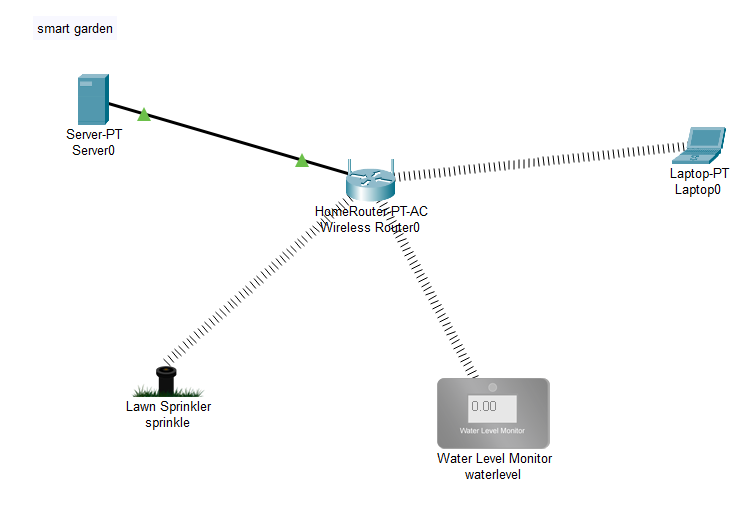 smart garden
Server-PT
Server0
Laptop-PT
Laptop0
HomeRouter-PT-AC
Wireless Router0
Lawn Sprinkler
sprinkle
0.00
Water Level Monitor
Water Level Monitor
waterlevel